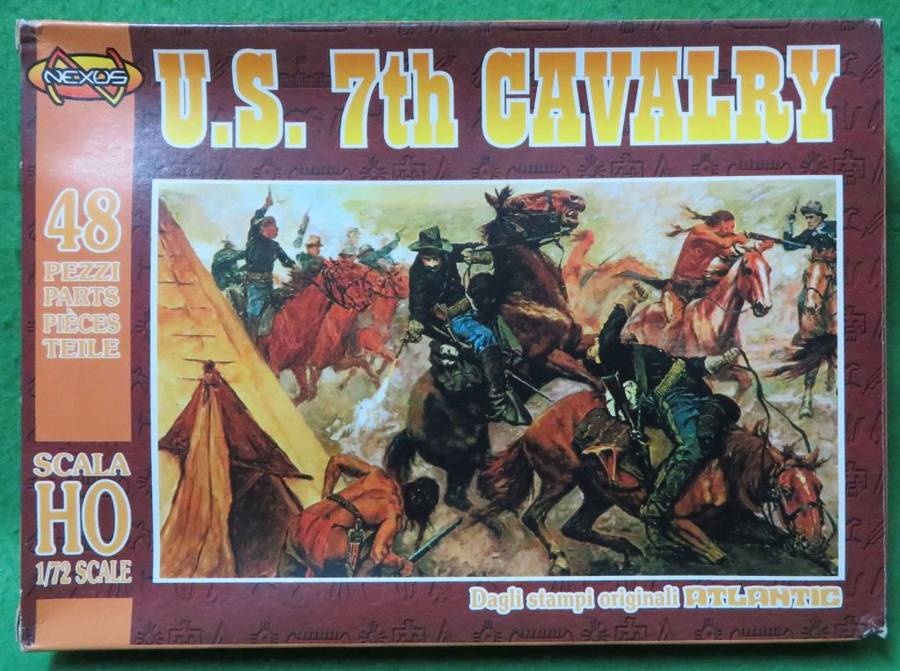 NEXUS
U.S. 7th CAVALRY
48
PEZZI
PARTS
PIÈCES
TEILE
SCALA
HO
1/72 SCALE
Dagli stampi originali ATLANTIC